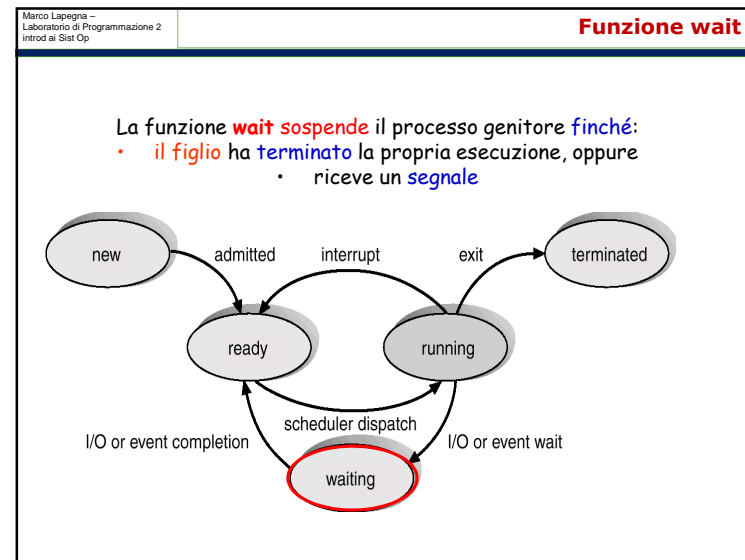 Marco Lapegna –
Laboratorio di Programmazione 2
introd ai Sist Op
Funzione wait
La funzione wait sospende il processo genitore finché:
• il figlio ha terminato la propria esecuzione, oppure
• riceve un segnale
new
admitted
interrupt
exit
terminated
ready
running
scheduler dispatch
I/O or event completion
I/O or event wait
waiting